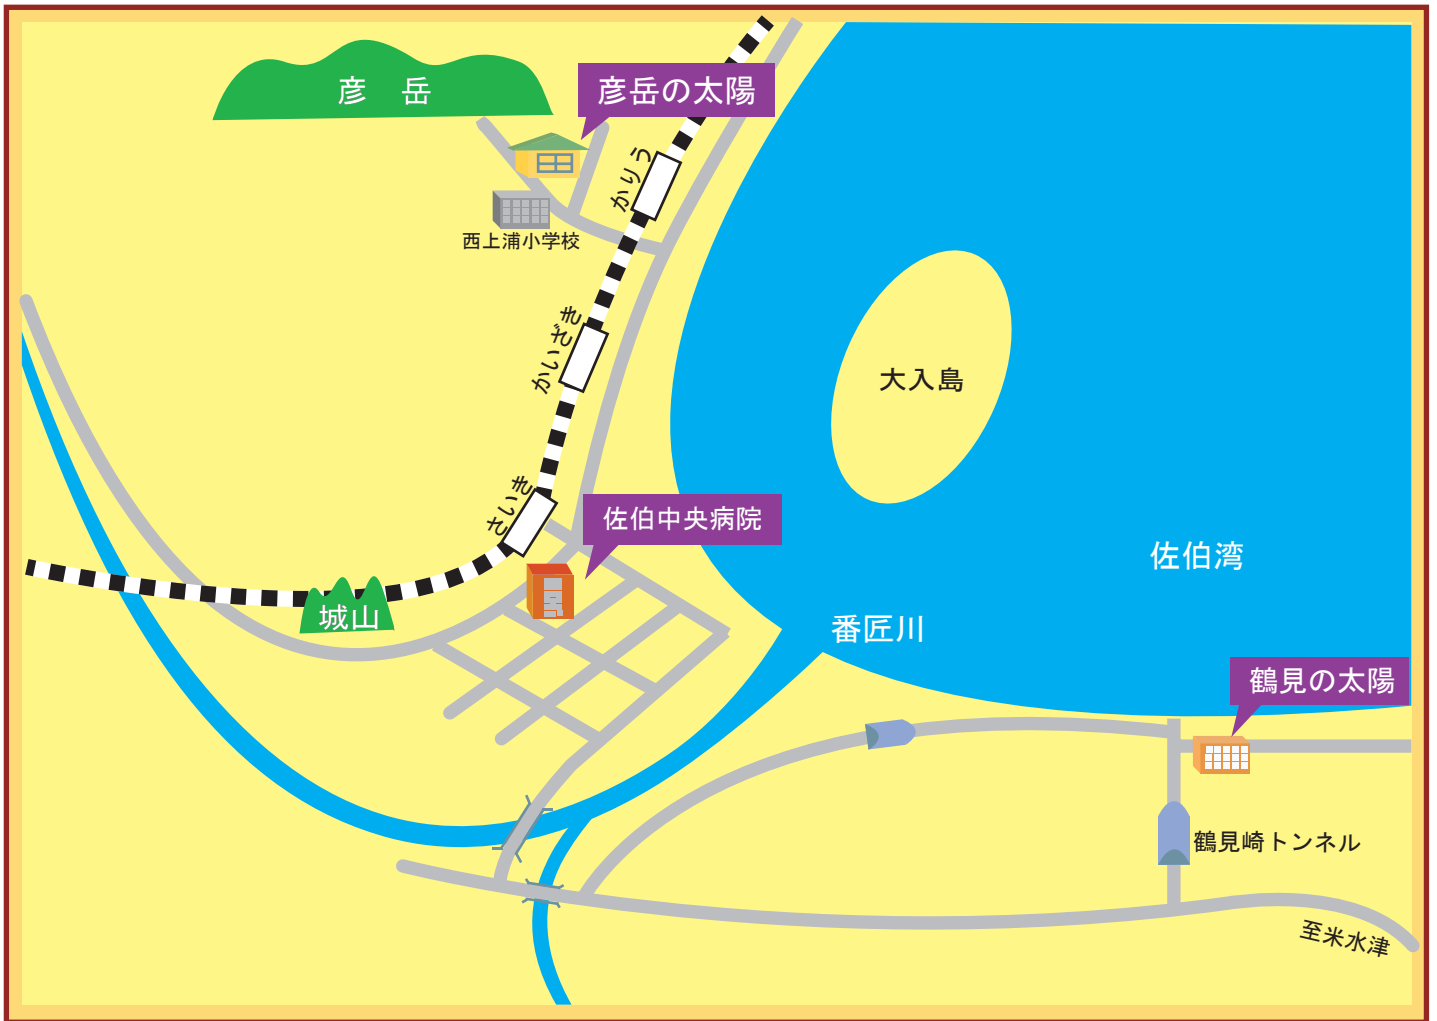 彦　岳
彦岳の太陽
かりう
西上浦小学校
かいざき
大入島
さいき
佐伯中央病院
佐伯湾
城山
番匠川
鶴見の太陽
鶴見崎トンネル
至米水津